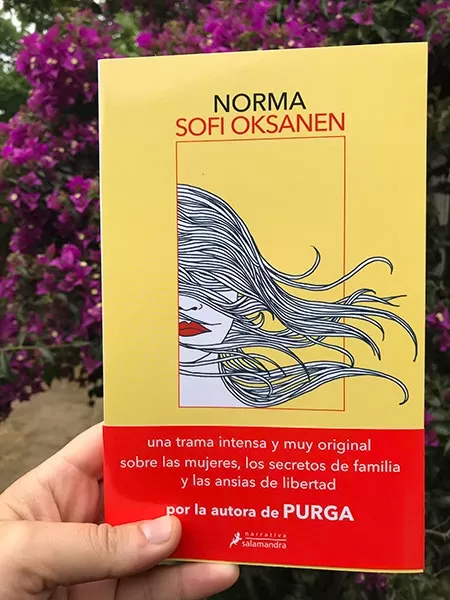 NORMA
SOFI OKSANEN
una trama intensa y muy original
sobre las mujeres, los secretos de familia
y las ansias de libertad
por la autora de PURGA
narrativa
salamandra